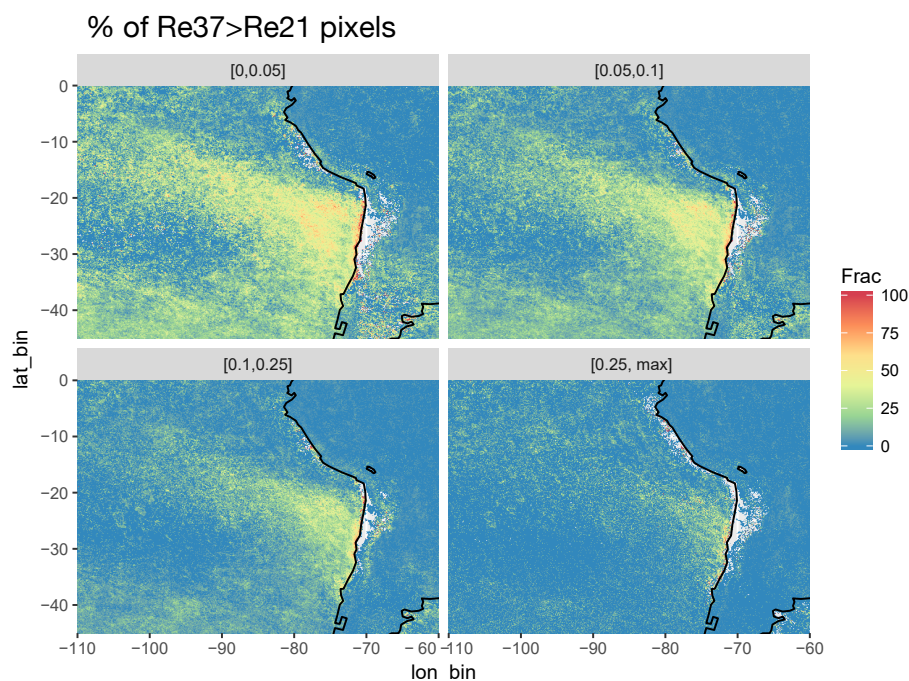 % of Re37>Re21 pixels
[0,0.05]
[0.05,0.1]
0
−10
−20
−30
−40
[0.1,0.25]
[0.25, max]
0
−10
−20
−30
−40
−110 −100 −90 −80 −70 −60
−110 −100 −90 −80 −70 −60
lon_bin
lat_bin
Frac
100
75
50
25
0